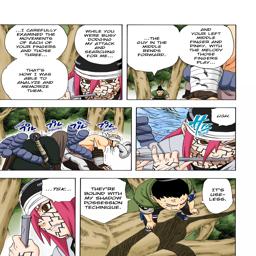 AND
YOUR LEFT
MIDDLE
FINGER AND
PINKY, WITH
THE MELODY
THOSE
FINGERS
PLAY...
...THE
GUY IN THE
MIDDLE
BENDS
FORWARD.
WHILE YOU
WERE BUSY
DODGING
MY ATTACK
AND
SEARCHING
FOR ME...
...I CAREFULLY
EXAMINED THE
MOVEMENTS
OF EACH OF
YOUR FINGERS
AND THOSE
THREE...
THAT'S
HOW I WAS
ABLE TO
ANALYZE AND
MEMORIZE
THEM.
UGH.
IT'S
USE-
LESS.
THEY'RE
BOUND WITH
MY SHADOW
POSSESSION
TECHNIQUE.
...TSK...